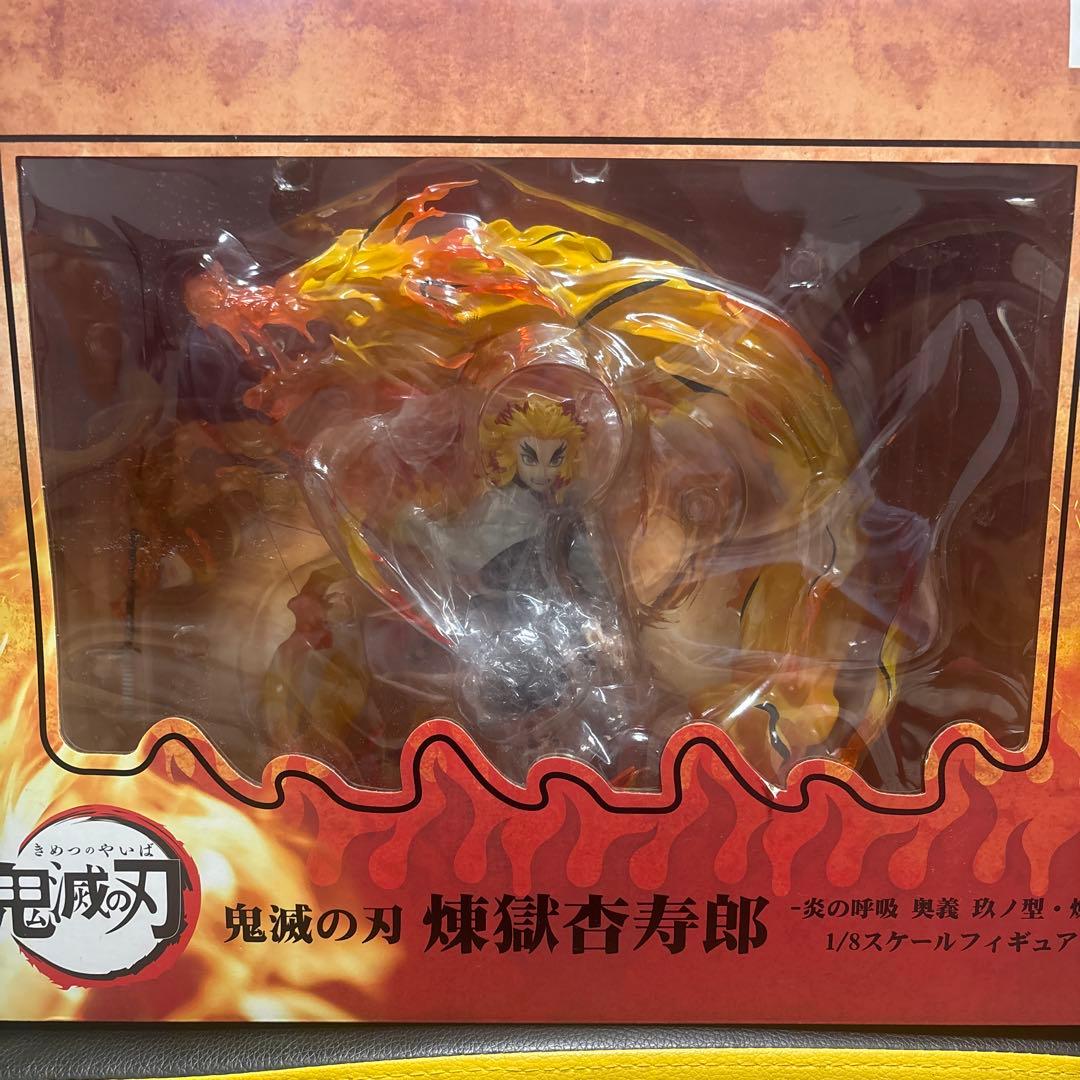 きめつのやいば
鬼滅の刃
鬼滅の刃 煉獄杏寿郎
-炎の呼吸 奥義 玖ノ型・煉
1/8スケールフィギュア